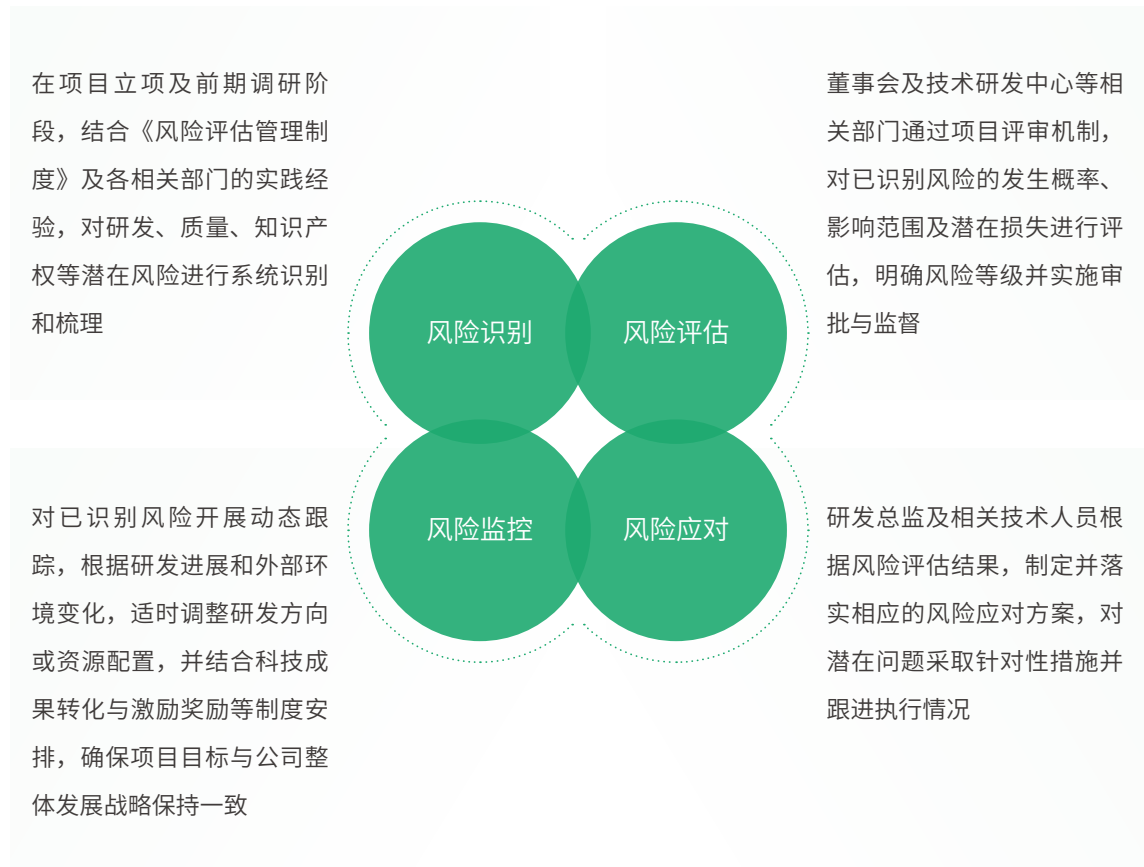 在项目立项及前期调研阶
段，结合《风险评估管理制
度》及各相关部门的实践经
验，对研发、质量、知识产
权等潜在风险进行系统识别
和梳理
董事会及技术研发中心等相
关部门通过项目评审机制，
对已识别风险的发生概率、
影响范围及潜在损失进行评
估，明确风险等级并实施审
批与监督
风险识别
风险评估
风险监控
风险应对
对已识别风险开展动态跟
踪，根据研发进展和外部环
境变化，适时调整研发方向
或资源配置，并结合科技成
果转化与激励奖励等制度安
排，确保项目目标与公司整
体发展战略保持一致
研发总监及相关技术人员根
据风险评估结果，制定并落
实相应的风险应对方案，对
潜在问题采取针对性措施并
跟进执行情况